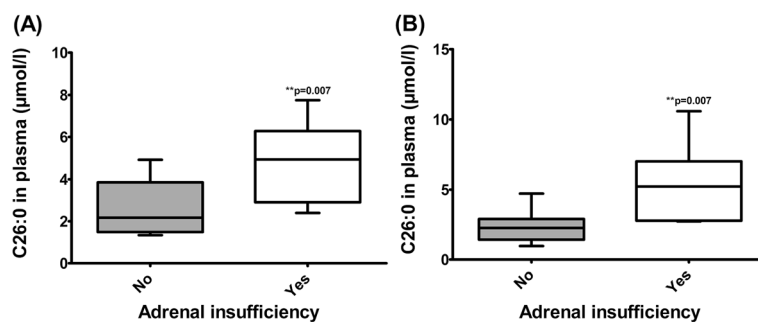 (A)
C26:0 in plasma (µmol/l)
10
8
6
4
2
0
**p=0.007
No
Yes
Adrenal insufficiency
(B)
C26:0 in plasma (µmol/l)
15
10
5
0
**p=0.007
No
Yes
Adrenal insufficiency